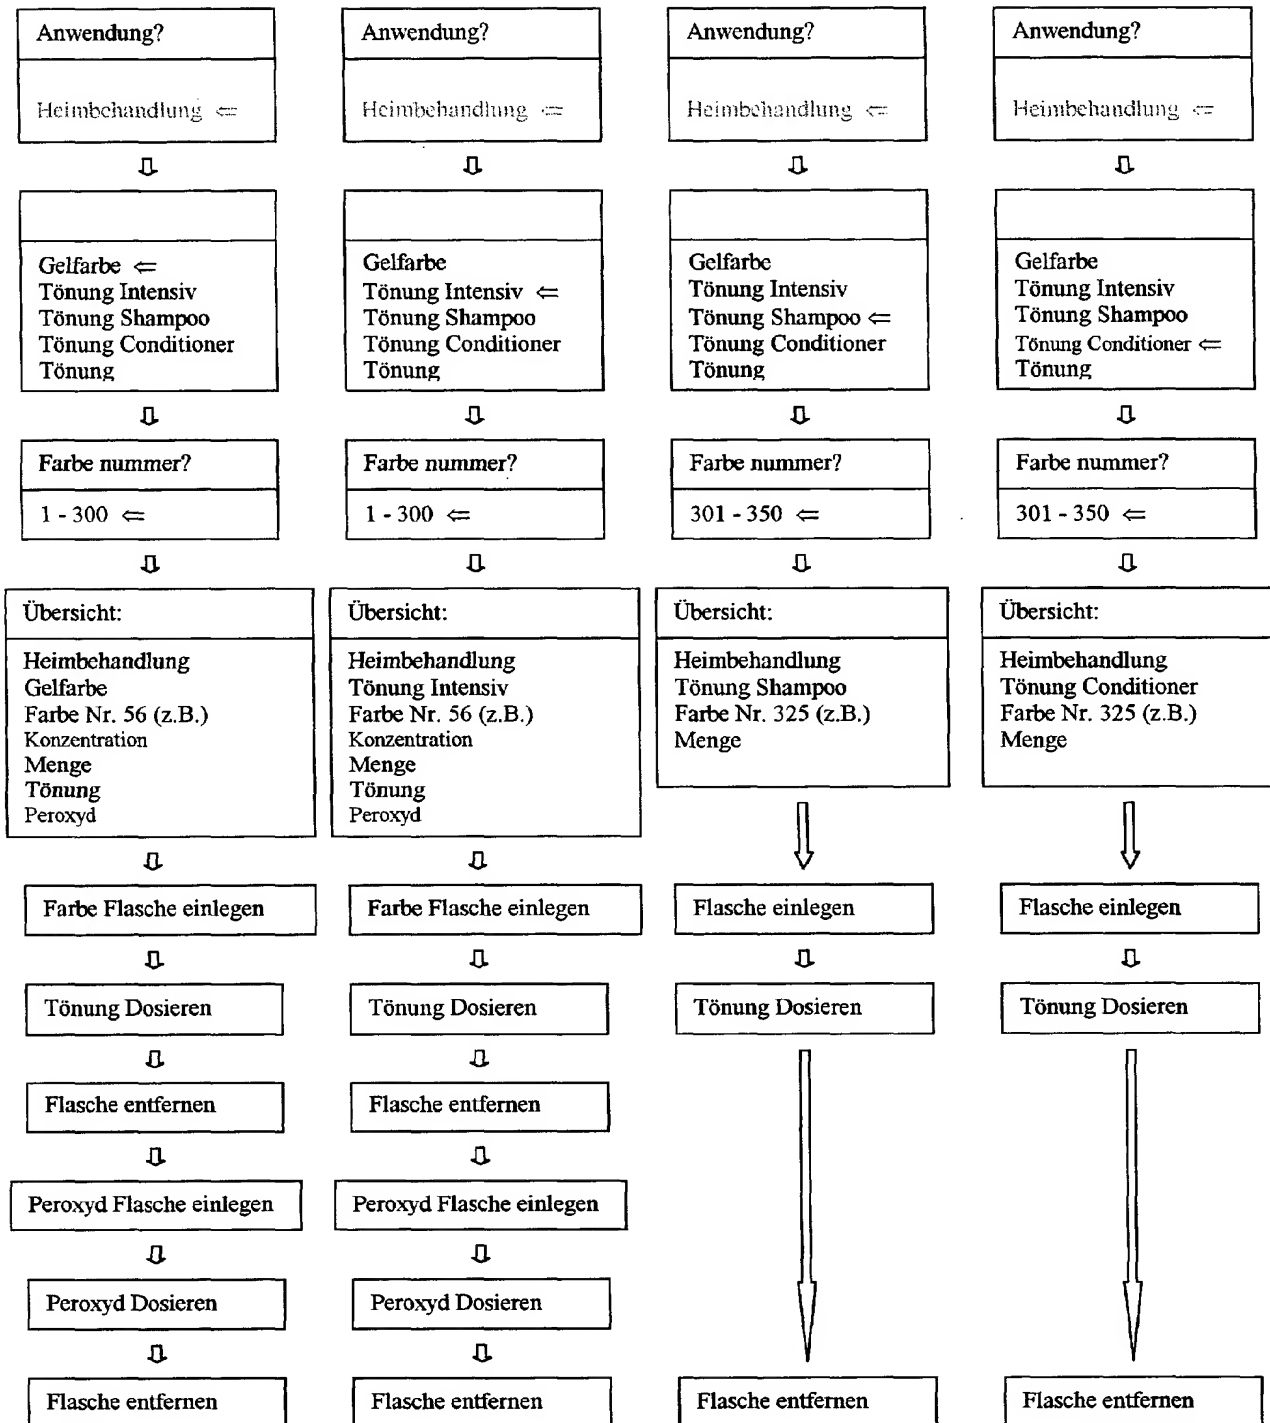 Anwendung?
Heimbehandlung ⇐
⇩
Gelfarbe ⇐
Tönung Intensiv
Tönung Shampoo
Tönung Conditioner
Tönung
⇩
Farbe nummer?
1 - 300 ⇐
⇩
Übersicht:
Heimbehandlung
Gelfarbe
Farbe Nr. 56 (z.B.)
Konzentration
Menge
Tönung
Peroxyd
⇩
Farbe Flasche einlegen
⇩
Tönung Dosieren
⇩
Flasche entfernen
⇩
Peroxyd Flasche einlegen
⇩
Peroxyd Dosieren
⇩
Flasche entfernen
Anwendung?
Heimbehandlung ⇐
⇩
Gelfarbe
Tönung Intensiv ⇐
Tönung Shampoo
Tönung Conditioner
Tönung
⇩
Farbe nummer?
1 - 300 ⇐
⇩
Übersicht:
Heimbehandlung
Tönung Intensiv
Farbe Nr. 56 (z.B.)
Konzentration
Menge
Tönung
Peroxyd
⇩
Farbe Flasche einlegen
⇩
Tönung Dosieren
⇩
Flasche entfernen
⇩
Peroxyd Flasche einlegen
⇩
Peroxyd Dosieren
⇩
Flasche entfernen
Anwendung?
Heimbehandlung ⇐
⇩
Gelfarbe
Tönung Intensiv
Tönung Shampoo ⇐
Tönung Conditioner
Tönung
⇩
Farbe nummer?
301 - 350 ⇐
⇩
Übersicht:
Heimbehandlung
Tönung Shampoo
Farbe Nr. 325 (z.B.)
Menge
Flasche einlegen
⇩
Tönung Dosieren
Flasche entfernen
Anwendung?
Heimbehandlung ⇐
⇩
Gelfarbe
Tönung Intensiv
Tönung Shampoo
Tönung Conditioner ⇐
Tönung
⇩
Farbe nummer?
301 - 350 ⇐
⇩
Übersicht:
Heimbehandlung
Tönung Conditioner
Farbe Nr. 325 (z.B.)
Menge
Flasche einlegen
⇩
Tönung Dosieren
Flasche entfernen